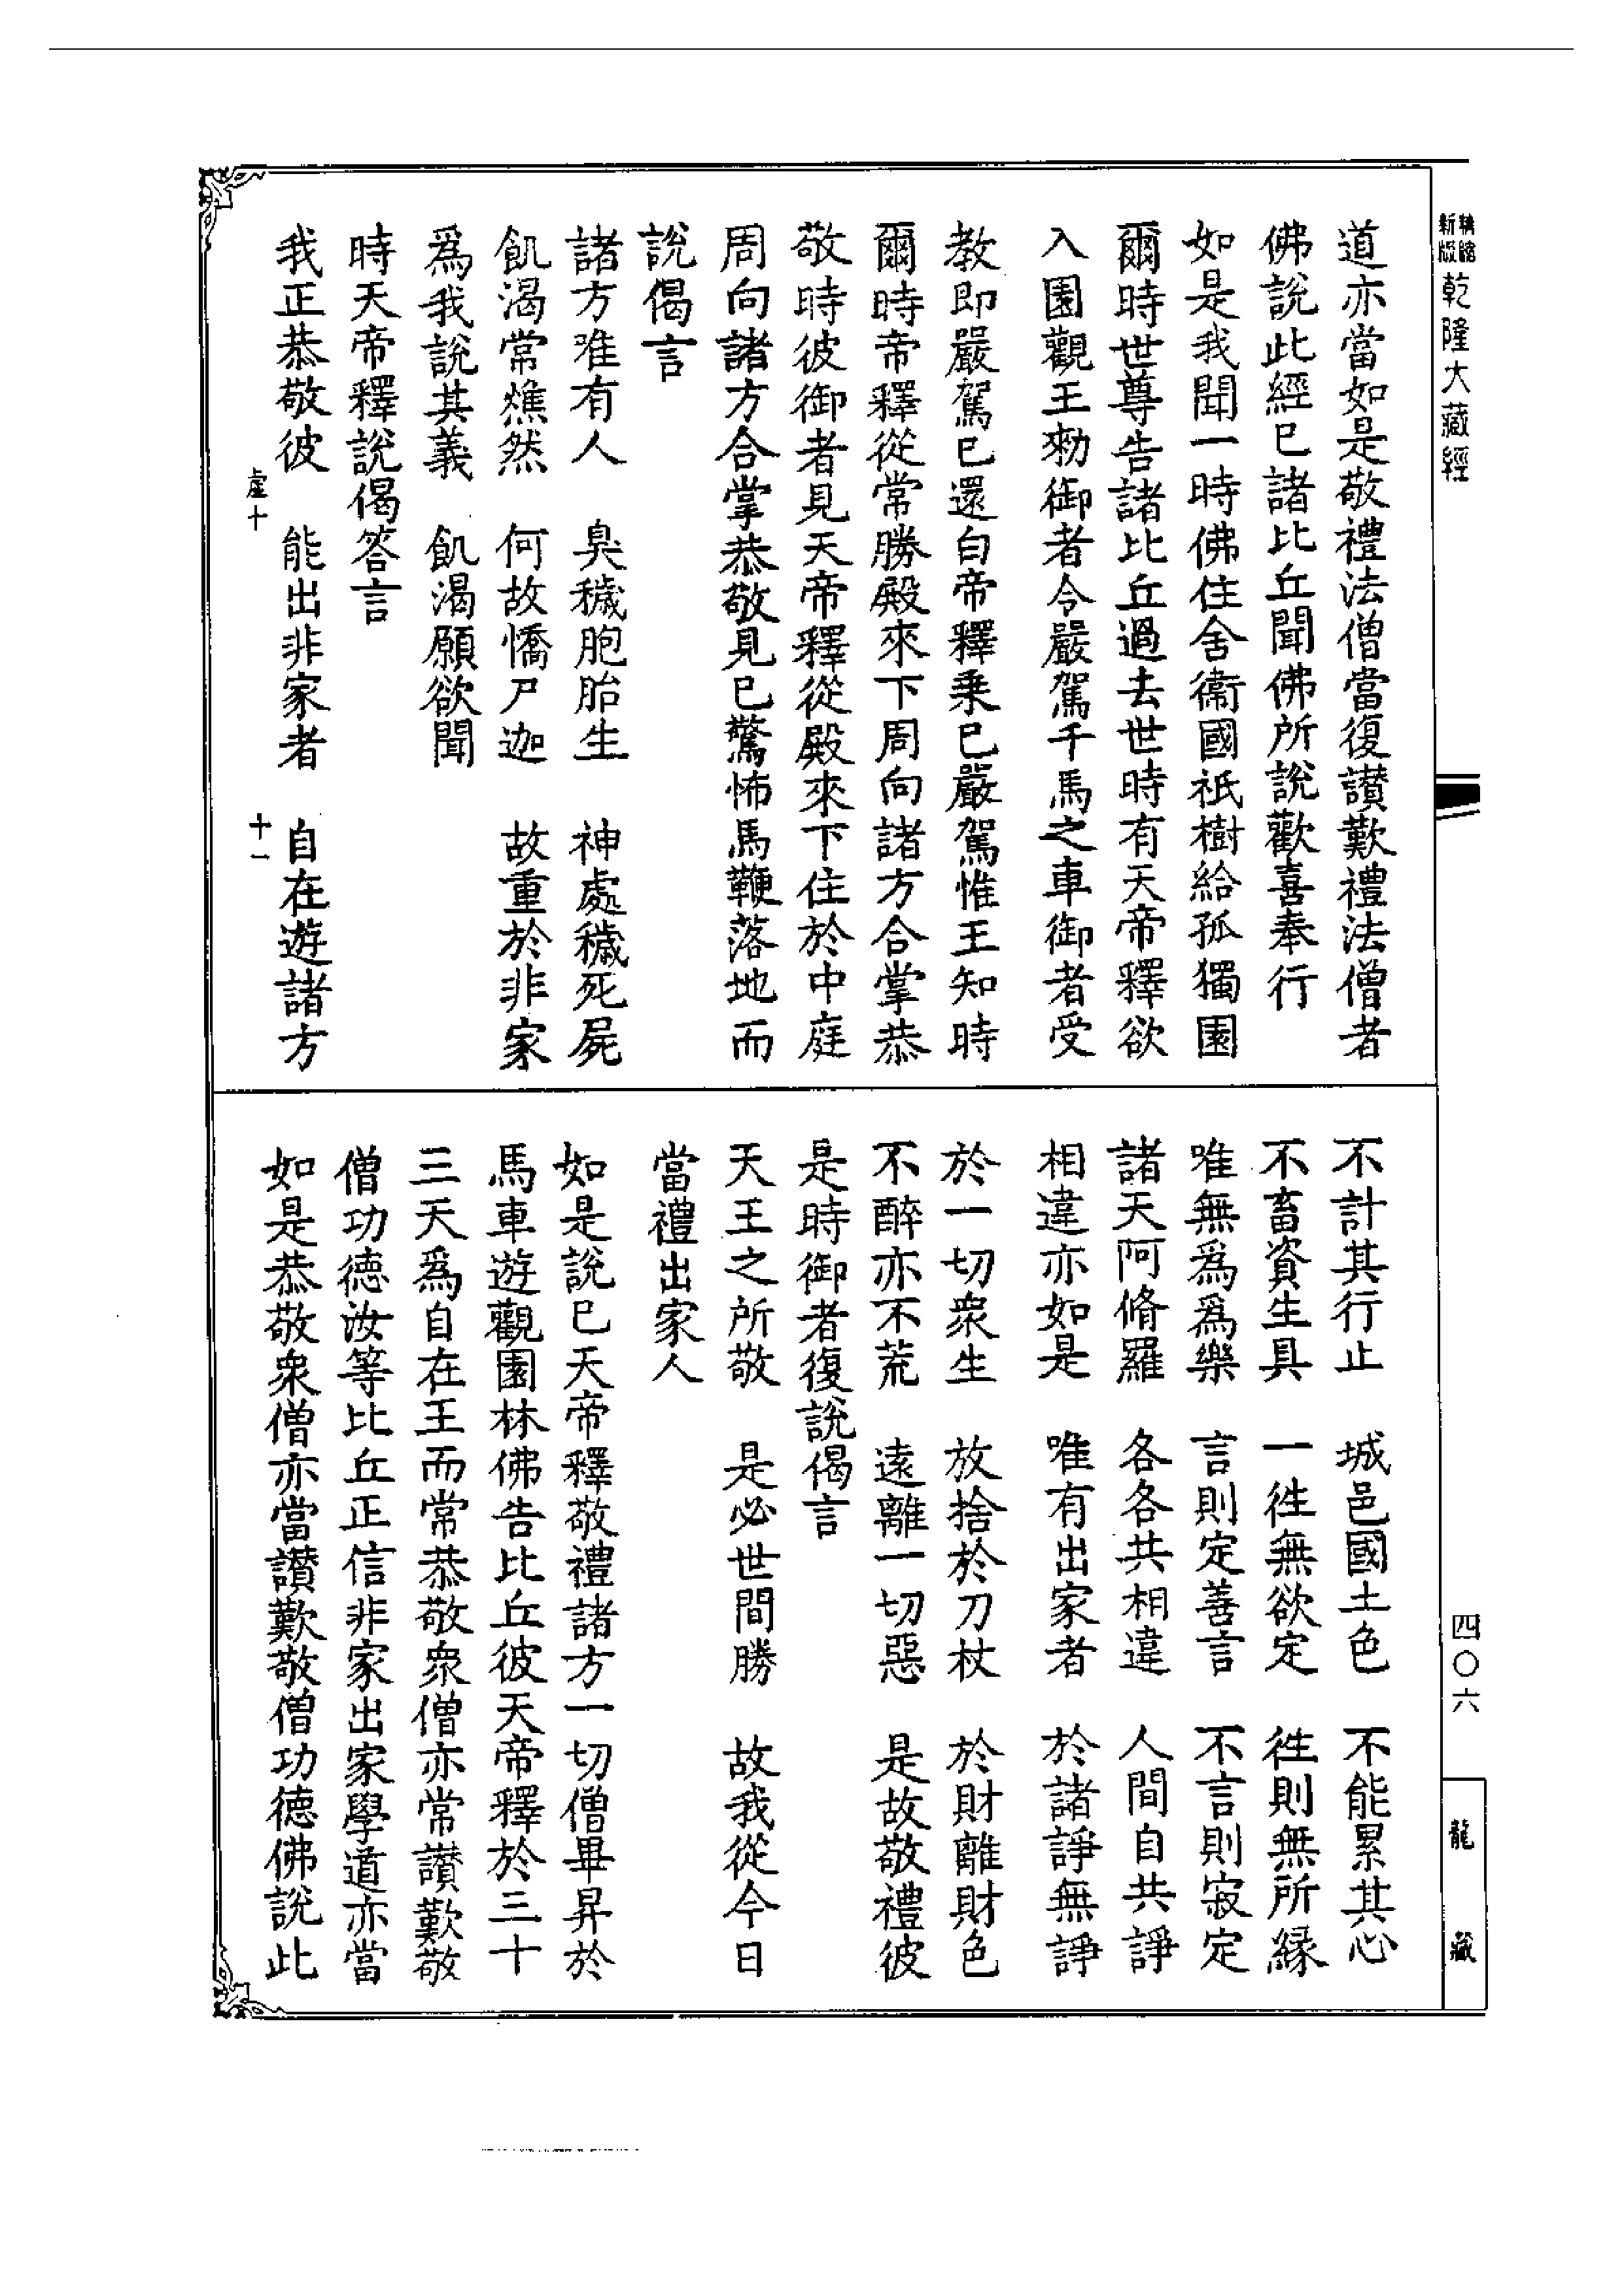 新版精縮乾隆大藏經
道亦當如是敬禮法僧當復讃歎禮法僧者
佛說此經巳諸比丘聞佛所說歡喜奉行
如是我聞一時佛住舍衞國祇樹給孤獨園
爾時世尊告諸比丘過去世時有天帝釋欲
入園觀王勑御者令嚴駕千馬之車御者受
教即嚴駕巳還白帝釋乗巳嚴駕惟王知時
爾時帝釋從常勝殿來下周向諸方合掌恭
敬時彼御者見天帝釋從殿來下住於中庭
周向諸方合掌恭敬見巳驚怖馬鞭落地而
說偈言
諸方唯有人　臭穢胞胎生　神處穢死屍
飢渴常燋然　何故憍尸迦　故重於非家
爲我說其義　飢渴願欲聞
時天帝釋說偈答言
我正恭敬彼　能出非家者　自在遊諸方
虛十　十一
不計其行止　城邑國土色　不能累其心
不畜資生具　一徃無欲定　徃則無所縁
唯無爲爲樂　言則定善言　不言則寂定
諸天阿脩羅　各各共相違　人間自共諍
相違亦如是　唯有出家者　於諸諍無諍
於一切衆生　放捨於刀杖　於財離財色
不醉亦不荒　遠離一切惡　是故敬禮彼
是時御者復說偈言
天王之所敬　是必世間勝　故我從今日
當禮出家人
如是說巳天帝釋敬禮諸方一切僧畢昇於
馬車遊觀園林佛告比丘彼天帝釋於三十
三天爲自在王而常恭敬衆僧亦常讃歎敬
僧功德汝等比丘正信非家出家學道亦當
如是恭敬衆僧亦當讃歎敬僧功德佛說此
四〇六
龍藏